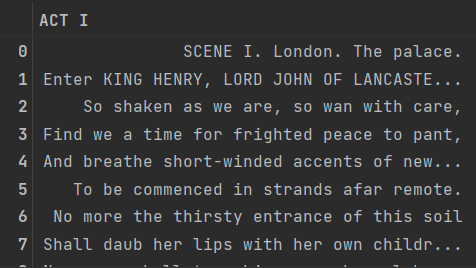 ACT I
0 SCENE I. London. The palace.
1 Enter KING HENRY, LORD JOHN OF LANCASTE...
2 So shaken as we are, so wan with care,
3 Find we a time for frighted peace to pant,
4 And breathe short-winded accents of new...
5 To be commenced in strands afar remote.
6 No more the thirsty entrance of this soil
7 Shall daub her lips with her own childr...